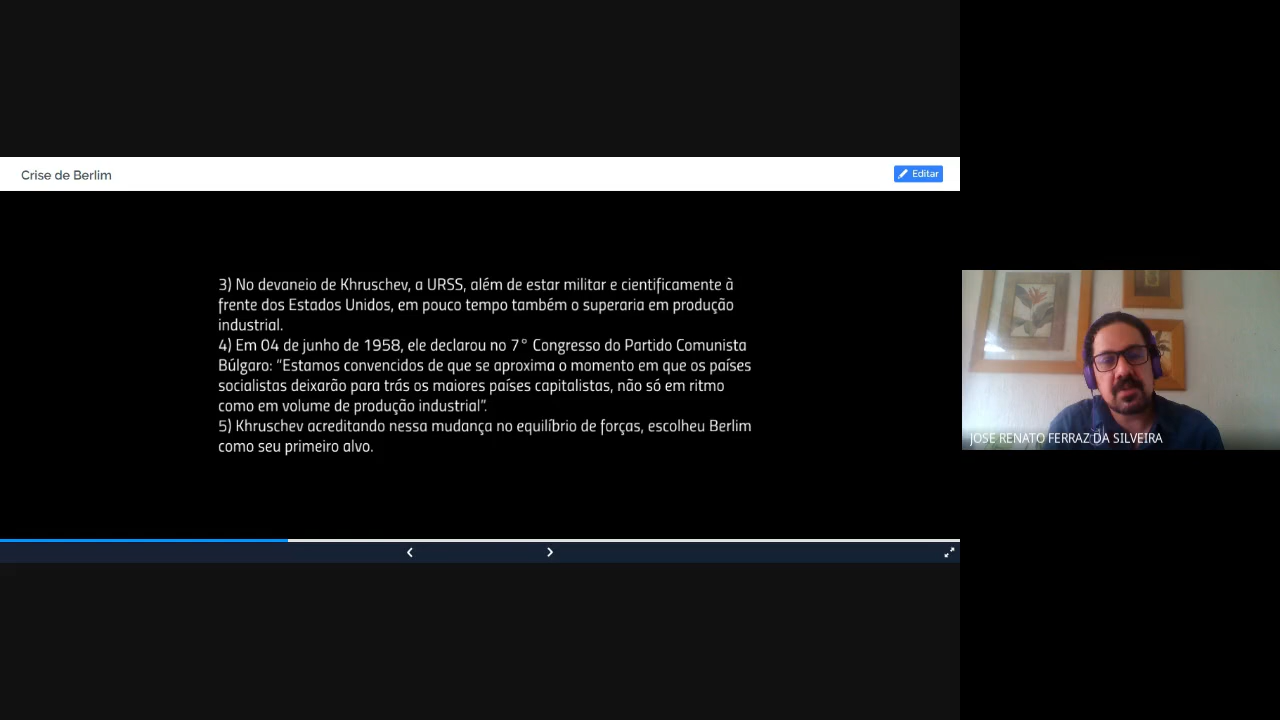 Crise de Berlim
Editar
3) No devaneio de Khruschev, a URSS, além de estar militar e cientificamente à
frente dos Estados Unidos, em pouco tempo também o superaria em produção
industrial.
4) Em 04 de junho de 1958, ele declarou no 7° Congresso do Partido Comunista
Búlgaro: “Estamos convencidos de que se aproxima o momento em que os países
socialistas deixarão para trás os maiores países capitalistas, não só em ritmo
como em volume de produção industrial”.
5) Khruschev acreditando nessa mudança no equilíbrio de forças, escolheu Berlim
como seu primeiro alvo.
JOSE RENATO FERRAZ DA SILVEIRA